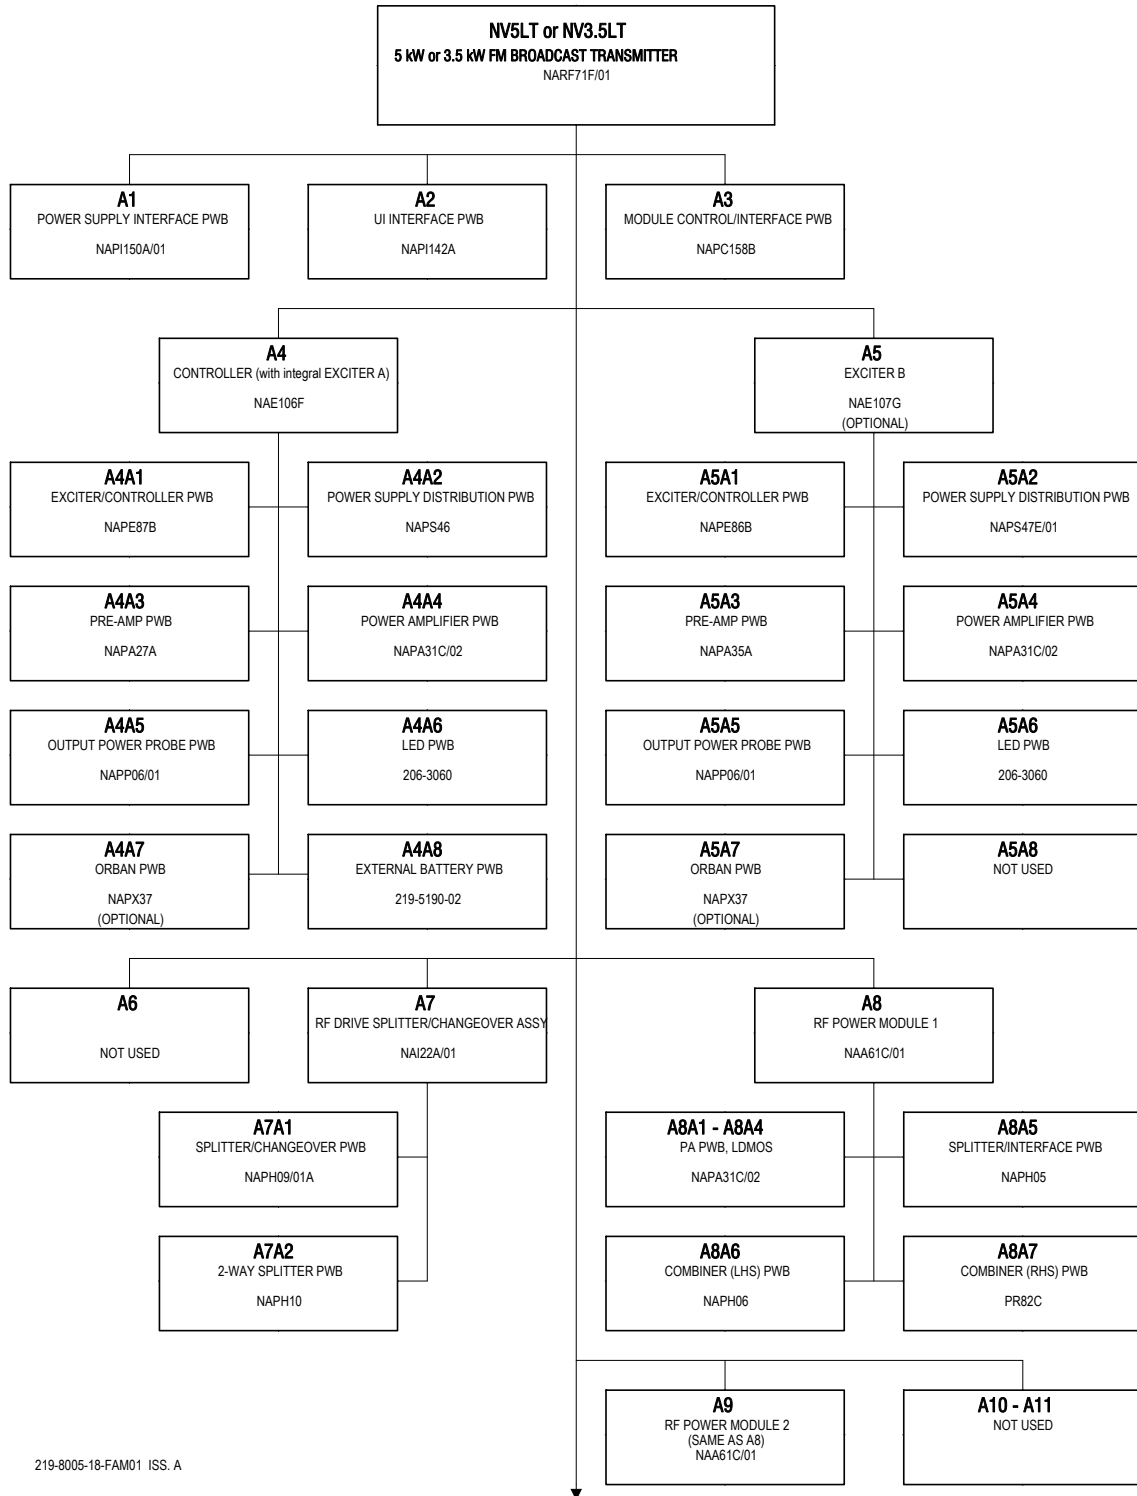 NV5LT or NV3.5LT
5 kW or 3.5 kW FM BROADCAST TRANSMITTER
NARF71F/01
A1
POWER SUPPLY INTERFACE PWB
NAPI150A/01
A2
UI INTERFACE PWB
NAPI142A
A3
MODULE CONTROL/INTERFACE PWB
NAPC158B
A4
CONTROLLER (with integral EXCITER A)
NAE106F
A5
EXCITER B
NAE107G
(OPTIONAL)
A4A1
EXCITER/CONTROLLER PWB
NAPE87B
A4A2
POWER SUPPLY DISTRIBUTION PWB
NAPS46
A5A1
EXCITER/CONTROLLER PWB
NAPE86B
A5A2
POWER SUPPLY DISTRIBUTION PWB
NAPS47E/01
A4A3
PRE-AMP PWB
NAPA27A
A4A4
POWER AMPLIFIER PWB
NAPA31C/02
A5A3
PRE-AMP PWB
NAPA35A
A5A4
POWER AMPLIFIER PWB
NAPA31C/02
A4A5
OUTPUT POWER PROBE PWB
NAPP06/01
A4A6
LED PWB
206-3060
A5A5
OUTPUT POWER PROBE PWB
NAPP06/01
A5A6
LED PWB
206-3060
A4A7
ORBAN PWB
NAPX37
(OPTIONAL)
A4A8
EXTERNAL BATTERY PWB
219-5190-02
A5A7
ORBAN PWB
NAPX37
(OPTIONAL)
A5A8
NOT USED
A6
NOT USED
A7
RF DRIVE SPLITTER/CHANGEOVER ASSY
NAI22A/01
A8
RF POWER MODULE 1
NAA61C/01
A7A1
SPLITTER/CHANGEOVER PWB
NAPH09/01A
A8A1 - A8A4
PA PWB, LDMOS
NAPA31C/02
A8A5
SPLITTER/INTERFACE PWB
NAPH05
A7A2
2-WAY SPLITTER PWB
NAPH10
A8A6
COMBINER (LHS) PWB
NAPH06
A8A7
COMBINER (RHS) PWB
PR82C
A9
RF POWER MODULE 2
(SAME AS A8)
NAA61C/01
A10 - A11
NOT USED
219-8005-18-FAM01 ISS. A